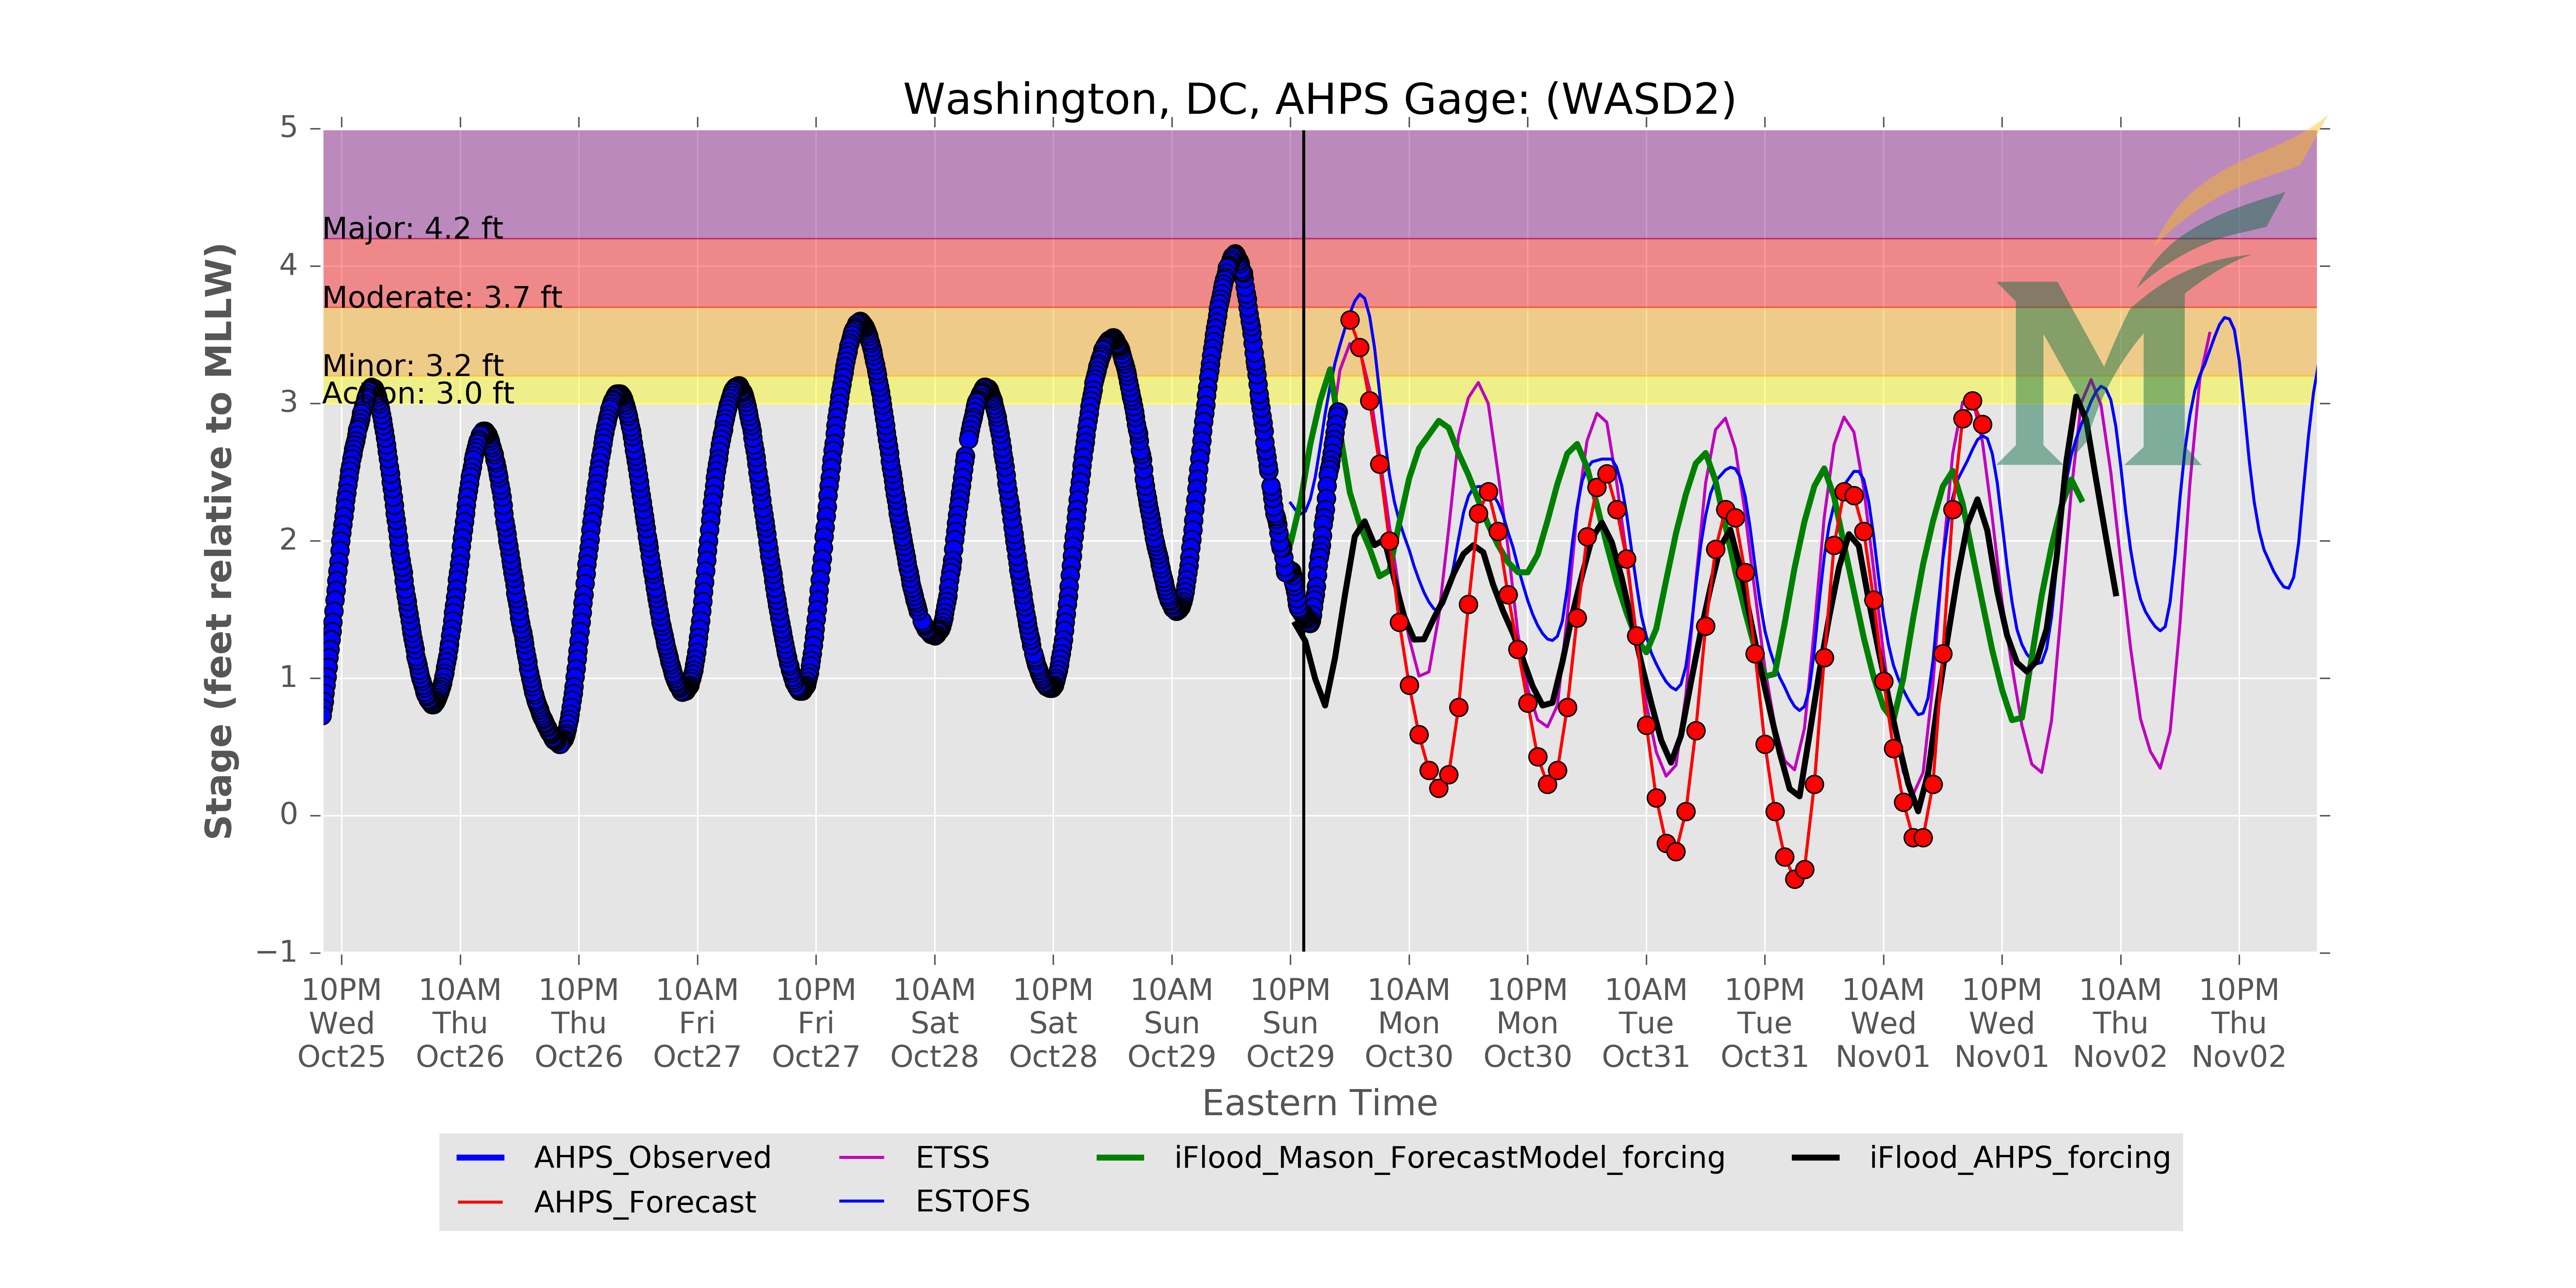 Washington, DC, AHPS Gage: (WASD2)
Stage (feet relative to MLLW)
5
4
3
2
1
0
−1
Major: 4.2 ft
Moderate: 3.7 ft
Minor: 3.2 ft
Action: 3.0 ft
10PM 10AM 10PM 10AM 10PM 10AM 10PM 10AM 10PM 10AM 10PM 10AM 10PM 10AM 10PM 10AM 10PM
Wed Thu Thu Fri Fri Sat Sat Sun Sun Mon Mon Tue Tue Wed Wed Thu Thu
Oct25 Oct26 Oct26 Oct27 Oct27 Oct28 Oct28 Oct29 Oct29 Oct30 Oct30 Oct31 Oct31 Nov01 Nov01 Nov02 Nov02
Eastern Time
AHPS_Observed ETSS iFlood_Mason_ForecastModel_forcing iFlood_AHPS_forcing
AHPS_Forecast ESTOFS
M